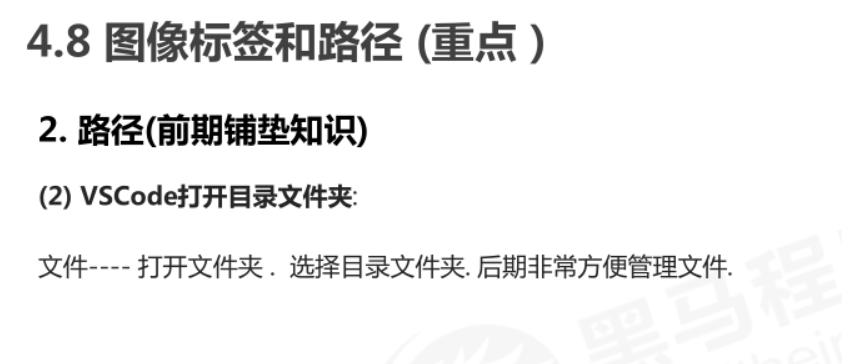 4.8 图像标签和路径 (重点 )
2. 路径(前期铺垫知识)
(2) VSCode打开目录文件夹:
文件---- 打开文件夹 .  选择目录文件夹. 后期非常方便管理文件.
黑马程